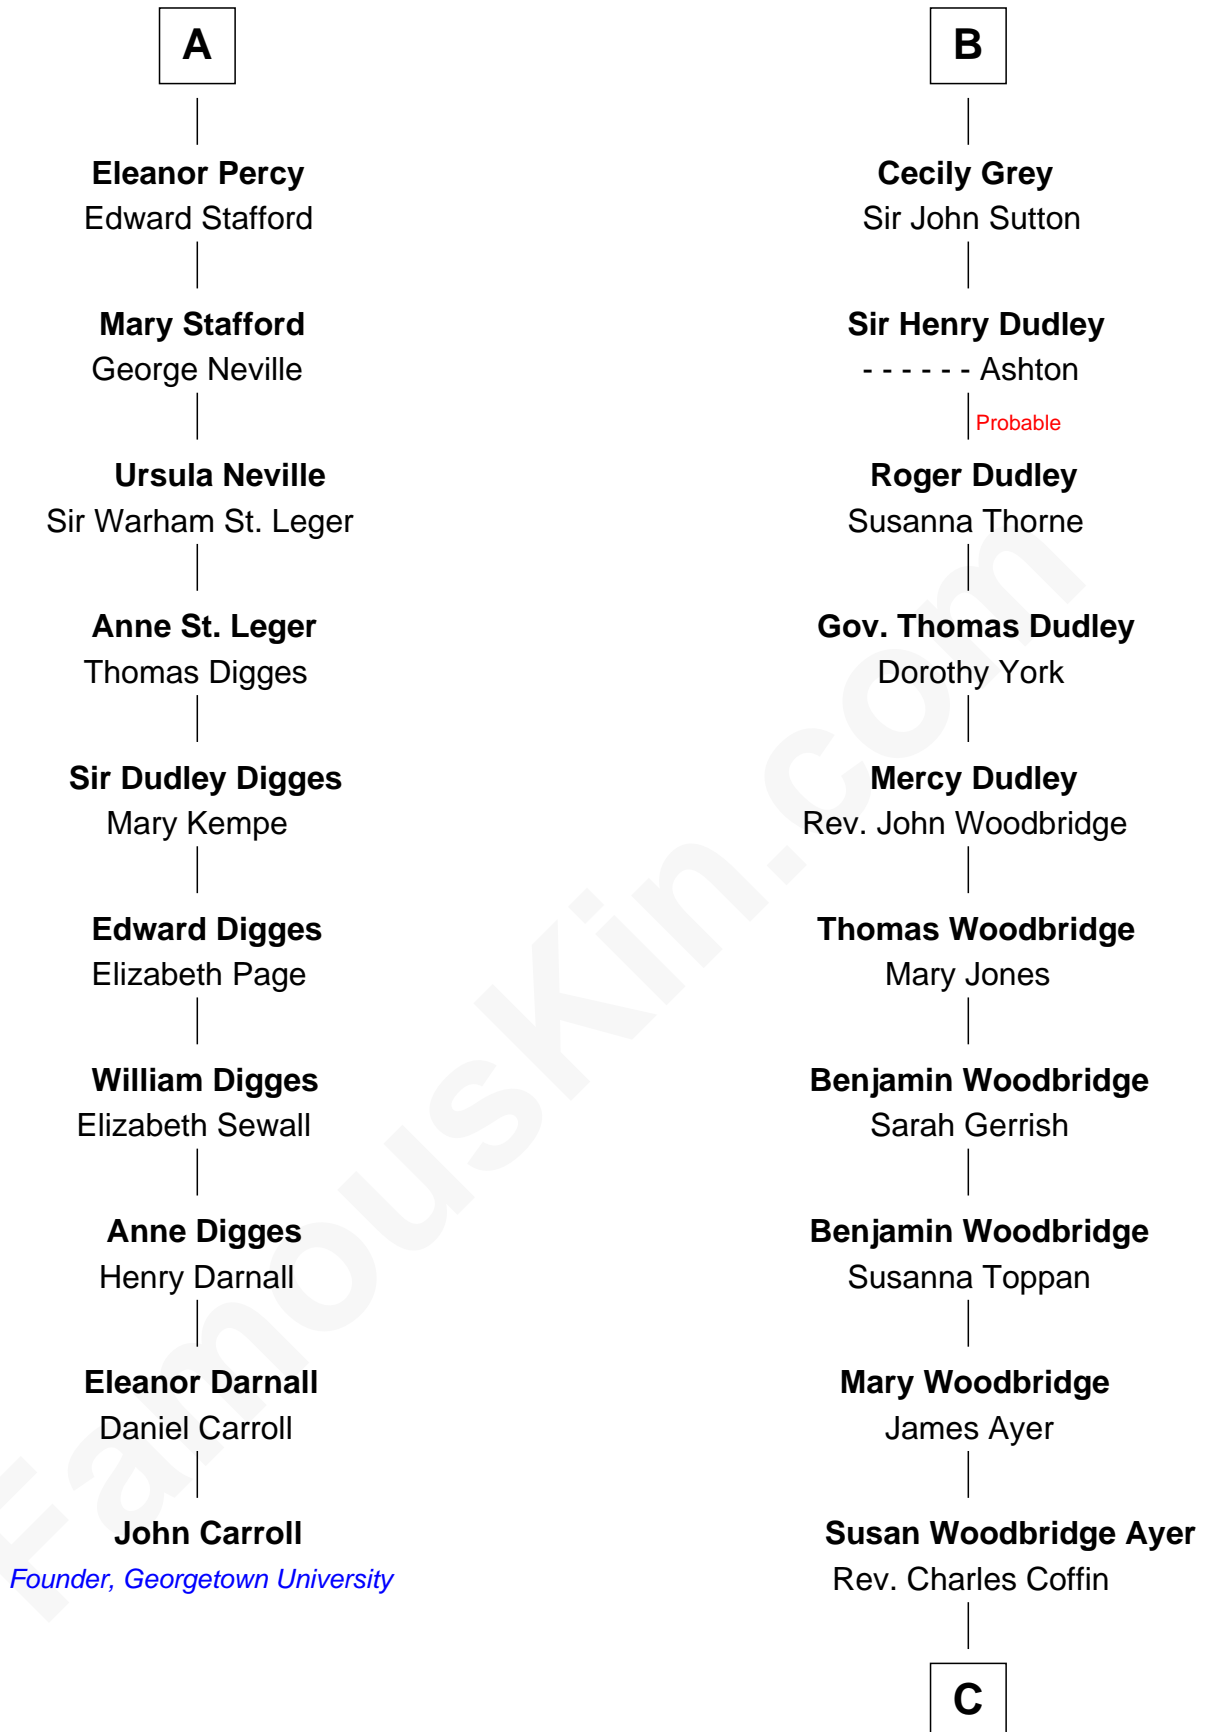 A
Eleanor Percy
Edward Stafford
Mary Stafford
George Neville
Ursula Neville
Sir Warham St. Leger
Anne St. Leger
Thomas Digges
Sir Dudley Digges
Mary Kempe
Edward Digges
Elizabeth Page
William Digges
Elizabeth Sewall
Anne Digges
Henry Darnall
Eleanor Darnall
Daniel Carroll
John Carroll
Founder, Georgetown University
B
Cecily Grey
Sir John Sutton
Sir Henry Dudley
- - - - - - Ashton
Probable
Roger Dudley
Susanna Thorne
Gov. Thomas Dudley
Dorothy York
Mercy Dudley
Rev. John Woodbridge
Thomas Woodbridge
Mary Jones
Benjamin Woodbridge
Sarah Gerrish
Benjamin Woodbridge
Susanna Toppan
Mary Woodbridge
James Ayer
Susan Woodbridge Ayer
Rev. Charles Coffin
C
FamousKin.com